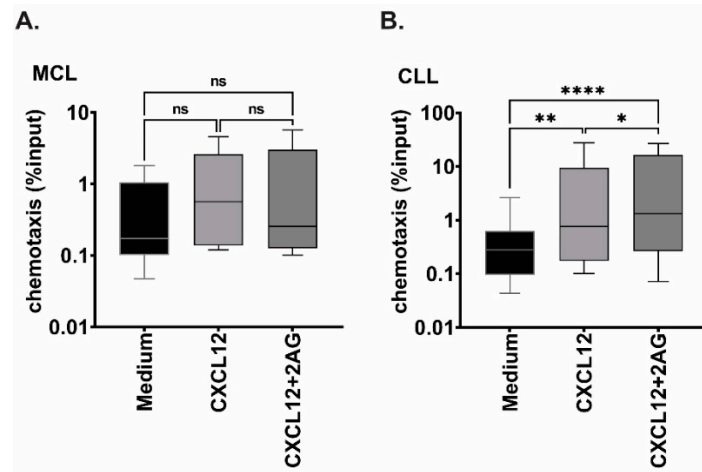 A.
MCL
chemotaxis (%input)
10
1
0.1
0.01
ns
ns
ns
Medium
CXCL12
CXCL12+2AG
B.
CLL
chemotaxis (%input)
100
10
1
0.1
0.01
****
**
*
Medium
CXCL12
CXCL12+2AG